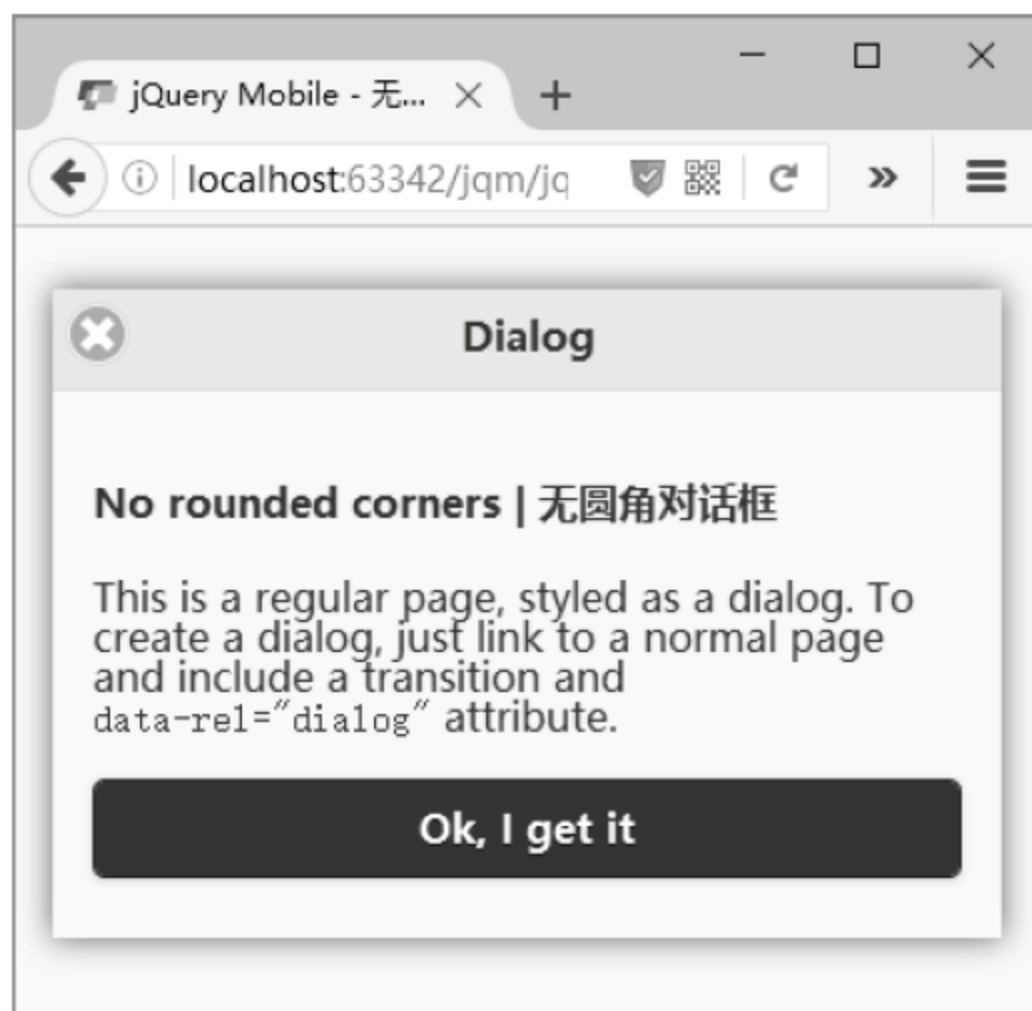 jQuery Mobile - 无...
localhost:63342/jqm/jq
Dialog
No rounded corners | 无圆角对话框
This is a regular page, styled as a dialog. To
create a dialog, just link to a normal page
and include a transition and
data-rel="dialog" attribute.
Ok, I get it